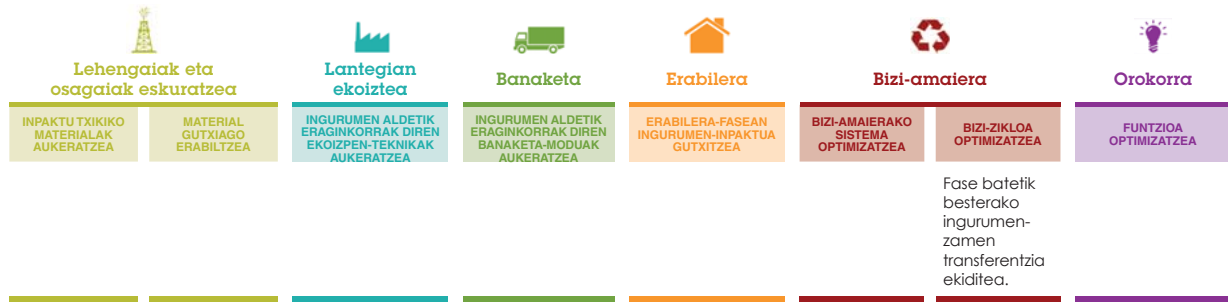 Lehengaiak eta
osagaiak eskuratzea
Lantegian
ekoiztea
Banaketa
Erabilera
Bizi-amaiera
Orokorra
INPAKTU TXIKIKO
MATERIALAK
AUKERATZEA
MATERIAL
GUTXIAGO
ERABILTZEA
INGURUMEN ALDETIK
ERAGINKORRAK DIREN
EKOIZPEN-TEKNIKAK
AUKERATZEA
INGURUMEN ALDETIK
ERAGINKORRAK DIREN
BANAKETA-MODUAK
AUKERATZEA
ERABILERA-FASEAN
INGURUMEN-INPAKTUA
GUTXITZEA
BIZI-AMAIERAKO
SISTEMA
OPTIMIZATZEA
BIZI-ZIKLOA
OPTIMIZATZEA
FUNTZIOA
OPTIMIZATZEA
Fase batetik
besterako
ingurumen-
zamen
transferentzia
ekiditea.